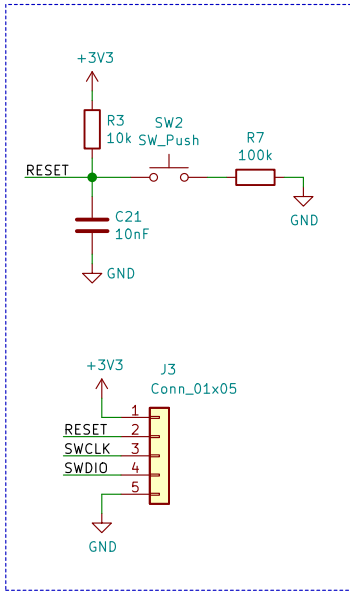 +3V3
R3
10k
SW2
SW_Push
R7
100k
RESET
GND
C21
10nF
GND
+3V3
J3
Conn_01x05
1
RESET 2
SWCLK 3
SWDIO 4
5
GND